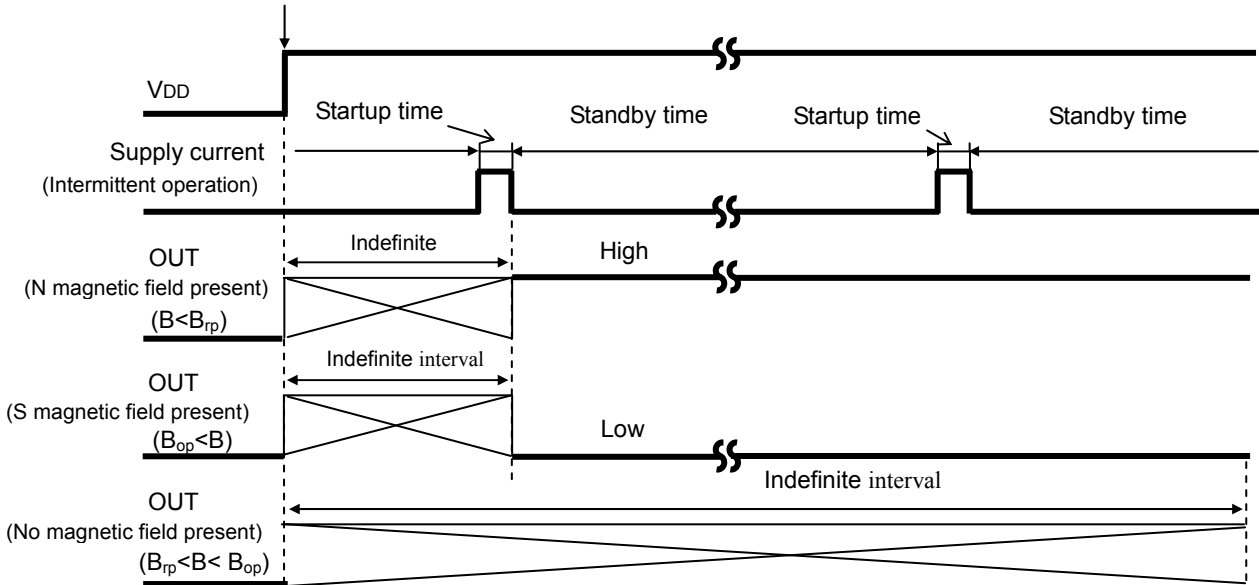 VDD
Startup time
Standby time
Startup time
Standby time
Supply current
(Intermittent operation)
OUT
Indefinite
High
(N magnetic field present)
(B<Brp)
Indefinite interval
OUT
(S magnetic field present)
(Bop<B)
Low
Indefinite interval
OUT
(No magnetic field present)
(Brp<B< Bop)